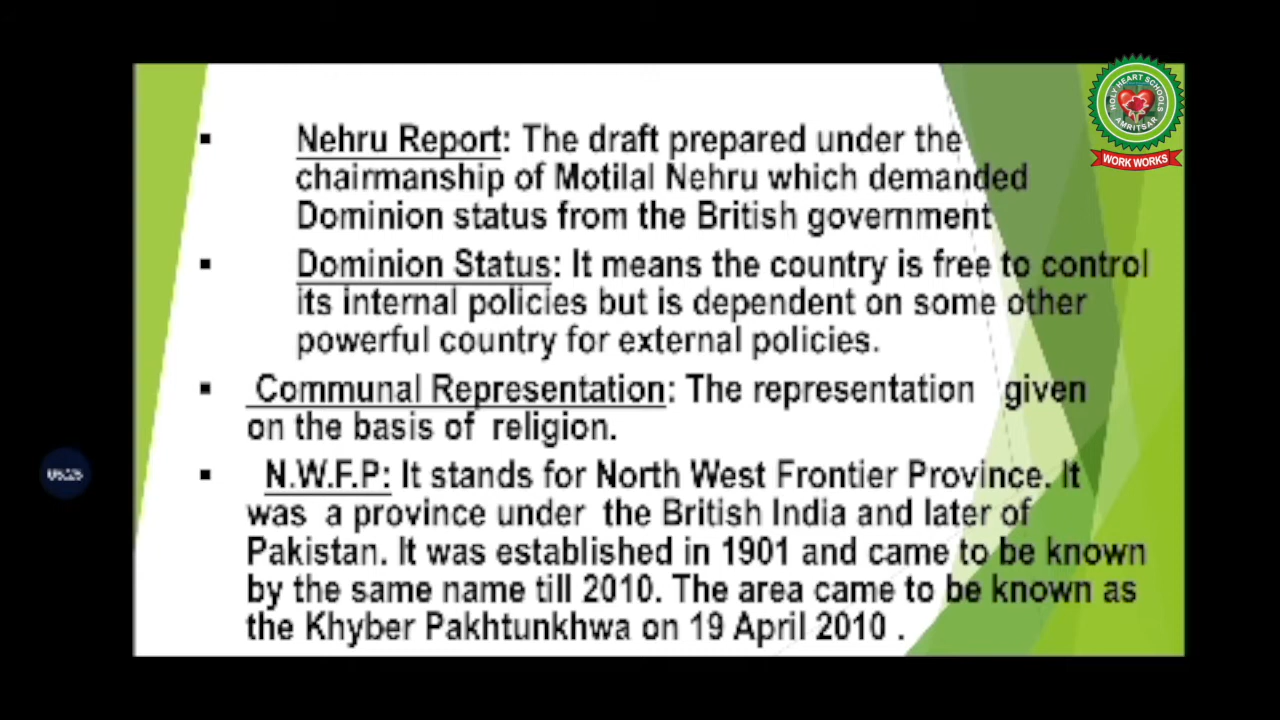 Nehru Report: The draft prepared under the
chairmanship of Motilal Nehru which demanded
Dominion status from the British government
Dominion Status: It means the country is free to control
its internal policies but is dependent on some other
powerful country for external policies.
Communal Representation: The representation given
on the basis of religion.
N.W.F.P: It stands for North West Frontier Province. It
was a province under the British India and later of
Pakistan. It was established in 1901 and came to be known
by the same name till 2010. The area came to be known as
the Khyber Pakhtunkhwa on 19 April 2010 .
HOLY HEART SCHOOLS
AMRITSAR
WORK WORKS